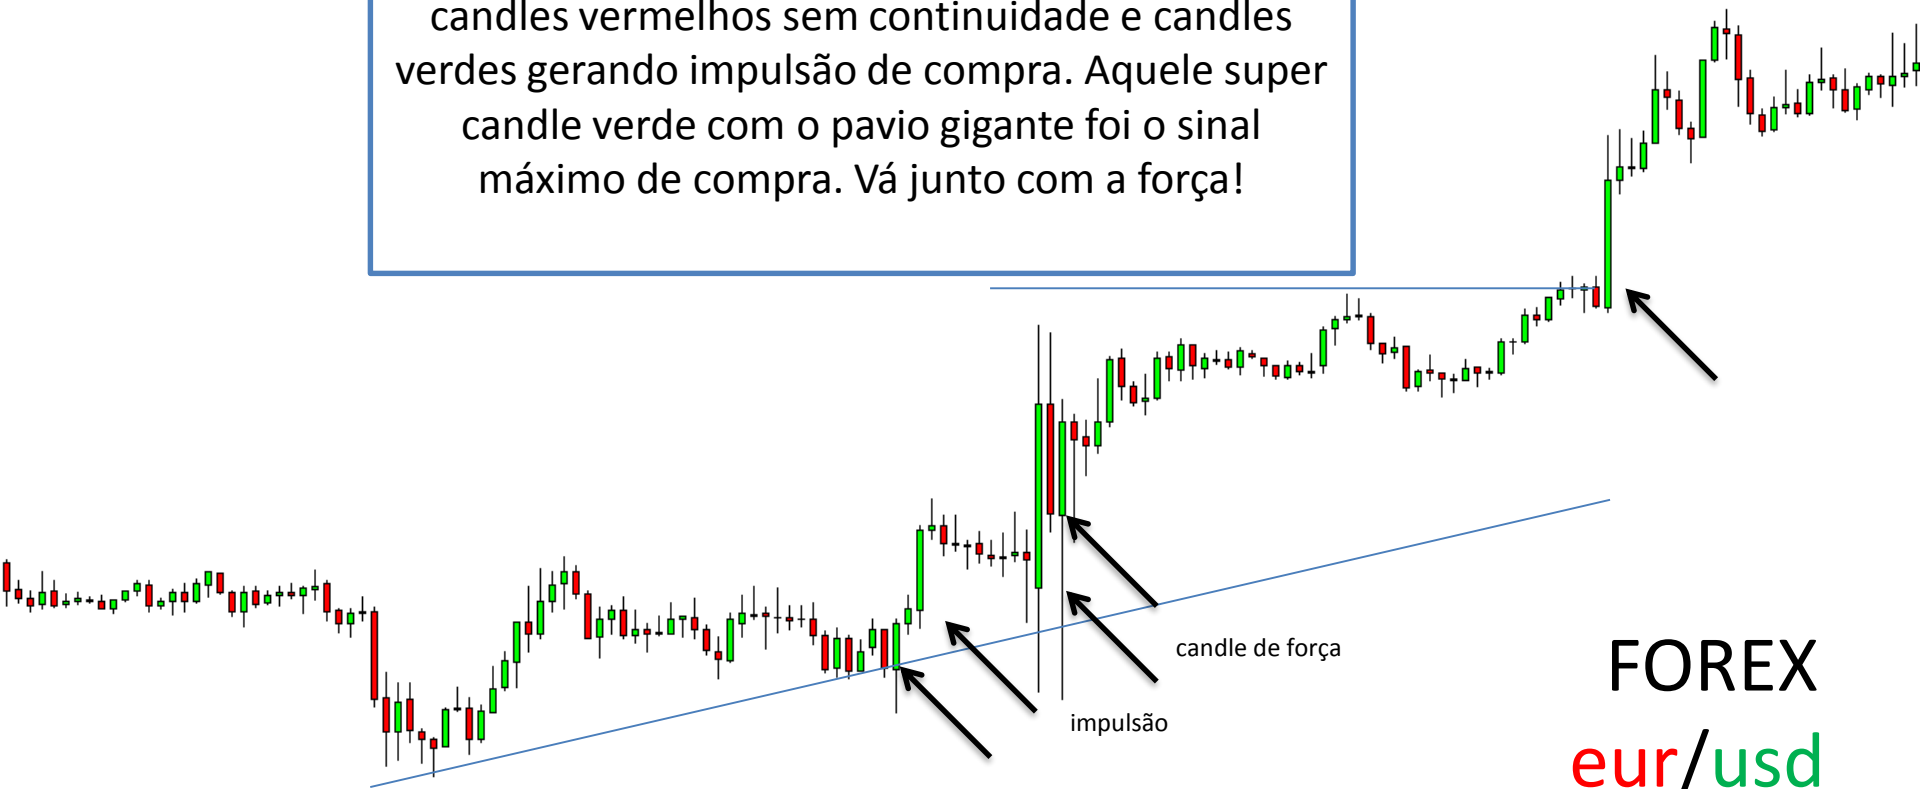 candles vermelhos sem continuidade e candles
verdes gerando impulsão de compra. Aquele super
candle verde com o pavio gigante foi o sinal
máximo de compra. Vá junto com a força!
candle de força
impulsão
FOREX
eur/usd